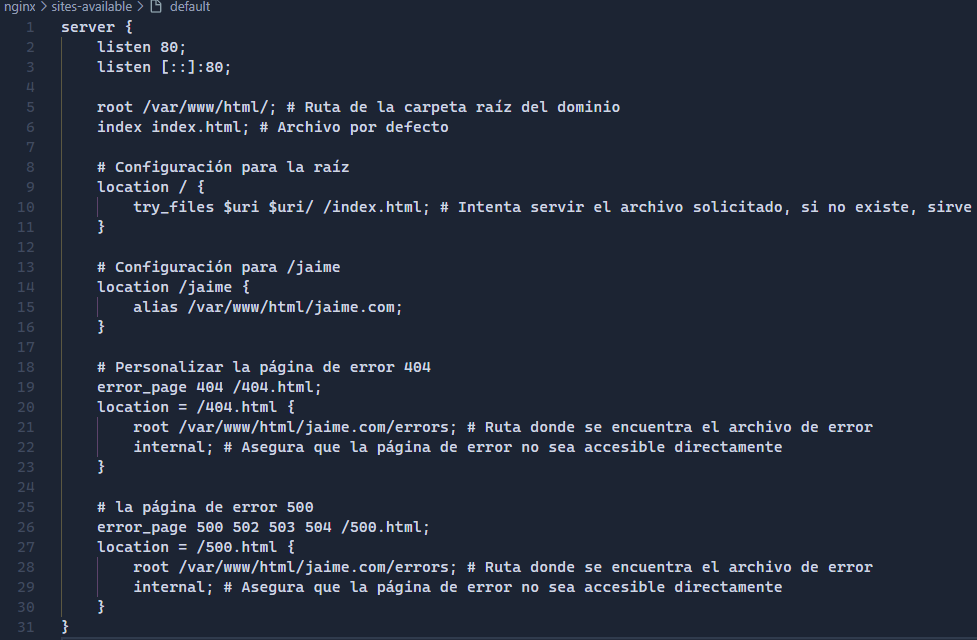 nginx > sites-available > default
1 server {
2 listen 80;
3 listen [::]:80;
4
5 root /var/www/html/; # Ruta de la carpeta raíz del dominio
6 index index.html; # Archivo por defecto
7
8 # Configuración para la raíz
9 location / {
10 try_files $uri $uri/ /index.html; # Intenta servir el archivo solicitado, si no existe, sirve
11 }
12
13 # Configuración para /jaime
14 location /jaime {
15 alias /var/www/html/jaime.com;
16 }
17
18 # Personalizar la página de error 404
19 error_page 404 /404.html;
20 location = /404.html {
21 root /var/www/html/jaime.com/errors; # Ruta donde se encuentra el archivo de error
22 internal; # Asegura que la página de error no sea accesible directamente
23 }
24
25 # la página de error 500
26 error_page 500 502 503 504 /500.html;
27 location = /500.html {
28 root /var/www/html/jaime.com/errors; # Ruta donde se encuentra el archivo de error
29 internal; # Asegura que la página de error no sea accesible directamente
30 }
31 }